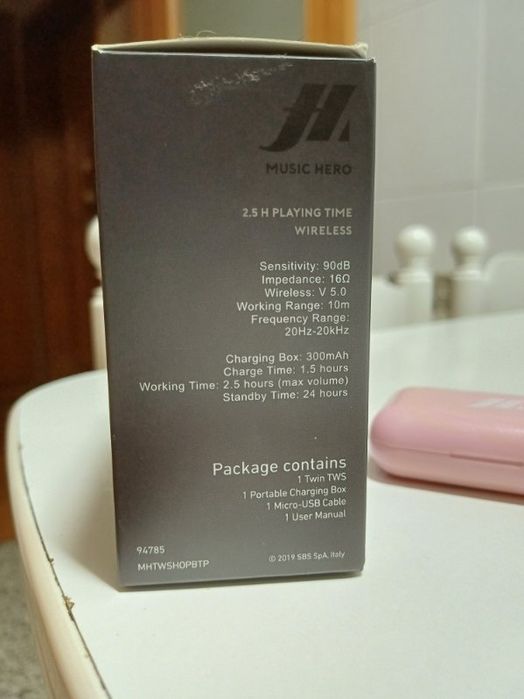 MUSIC HERO
2.5 H PLAYING TIME
WIRELESS
Sensitivity: 90dB
Impedance: 16Ω
Wireless: V 5.0
Working Range: 10m
Frequency Range:
20Hz-20kHz
Charging Box: 300mAh
Charge Time: 1.5 hours
Working Time: 2.5 hours (max volume)
Standby Time: 24 hours
Package contains
1 Twin TWS
1 Portable Charging Box
1 Micro-USB Cable
1 User Manual
94785
MHTWSHOPBTP
© 2019 SBS SpA, Italy